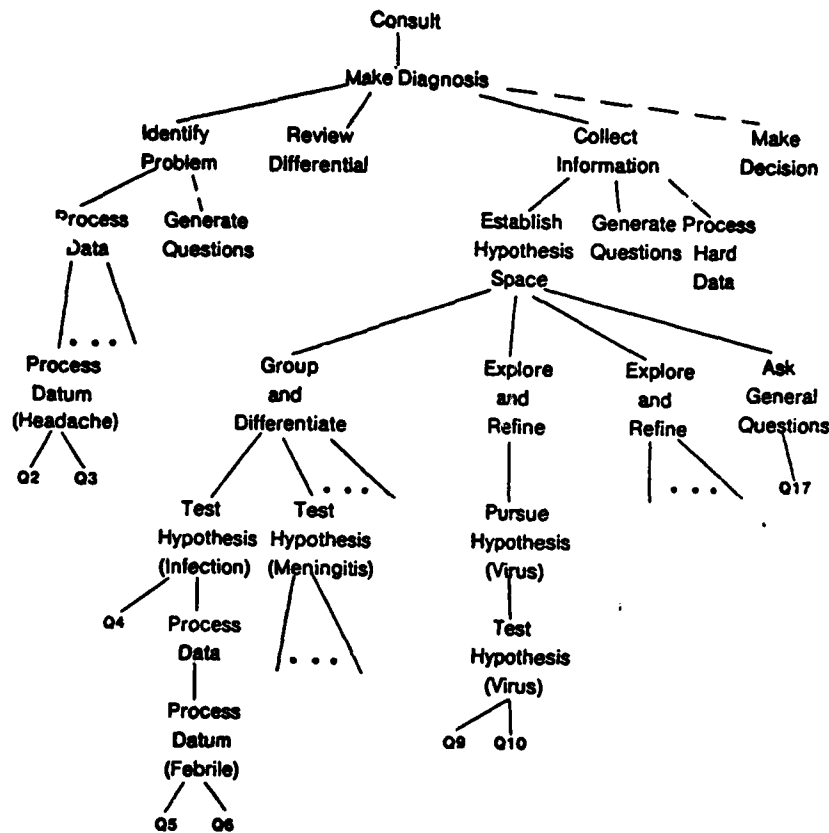 Consult
Make Diagnosis
Identify
Problem
Review
Differential
Collect
Information
Make
Decision
Process
Data
Generate
Questions
Establish
Hypothesis
Space
Generate
Questions
Process
Hard
Data
Process
Datum
(Headache)
Group
and
Differentiate
Explore
and
Refine
Explore
and
Refine
Ask
General
Questions
Q2
Q3
Q17
Test
Hypothesis
(Infection)
Test
Hypothesis
(Meningitis)
Pursue
Hypothesis
(Virus)
Q4
Process
Data
Test
Hypothesis
(Virus)
Process
Datum
(Febrile)
Q9
Q10
Q5
Q6